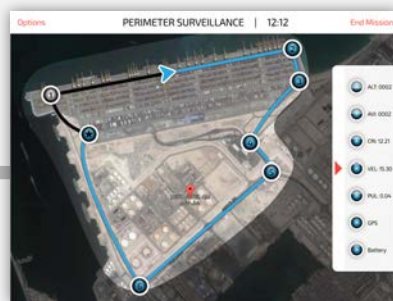 Options
PERIMETER SURVEILLANCE | 12:12
End Mission
ALT: 0002
AVI: 0002
CRI: 12.21
VEL: 15.30
PUL: 0.04
GPS
Battery